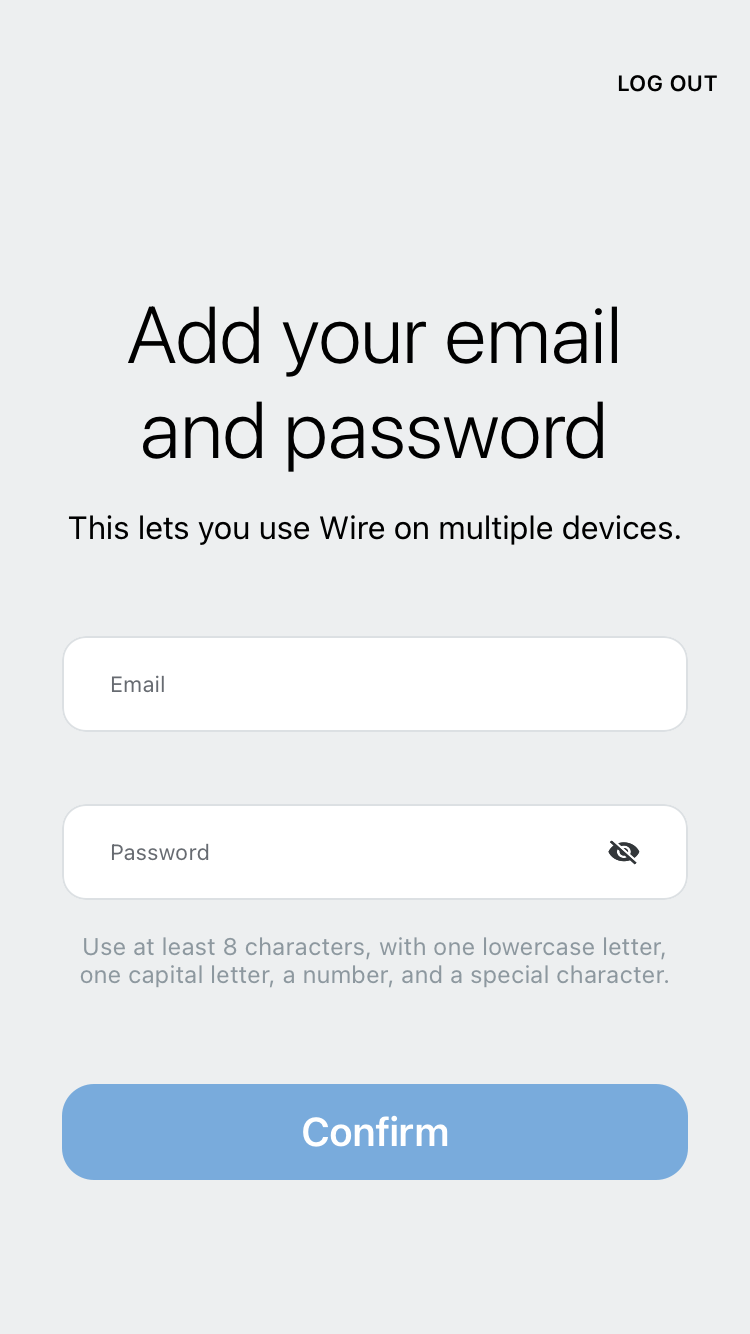 LOG OUT
Add your email
and password
This lets you use Wire on multiple devices.
Email
Password
Use at least 8 characters, with one lowercase letter,
one capital letter, a number, and a special character.
Confirm